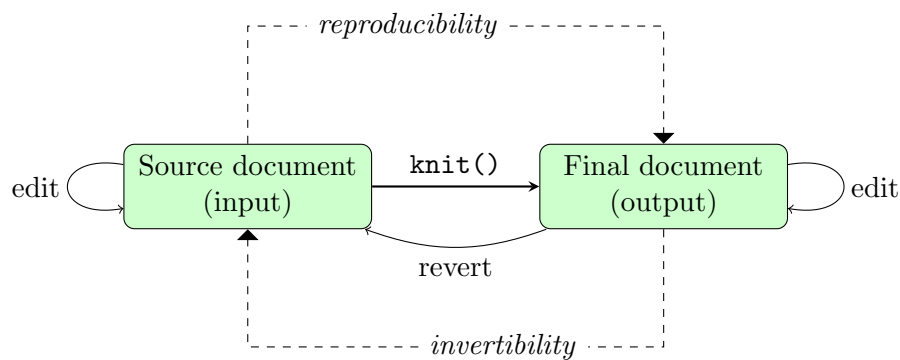 reproducibility
Source document
(input)
knit()
Final document
(output)
edit
edit
revert
invertibility